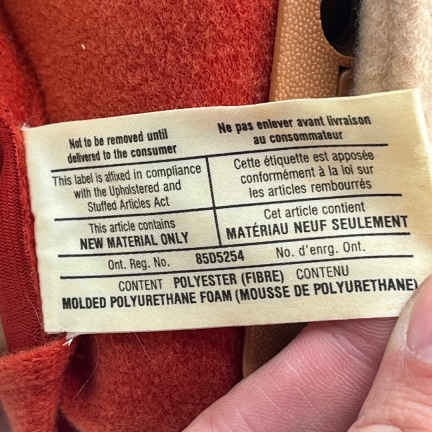 Not to be removed until
delivered to the consumer
Ne pas enlever avant livraison
au consommateur
This label is affixed in compliance
with the Upholstered and
Stuffed Articles Act
Cette étiquette est apposée
conformément à la loi sur
les articles rembourrés
This article contains
NEW MATERIAL ONLY
Cet article contient
MATÉRIAU NEUF SEULEMENT
Ont. Reg. No. 85D5254 No. d'enrg. Ont.
CONTENT POLYESTER (FIBRE) CONTENU
MOLDED POLYURETHANE FOAM (MOUSSE DE POLYURETHANE)